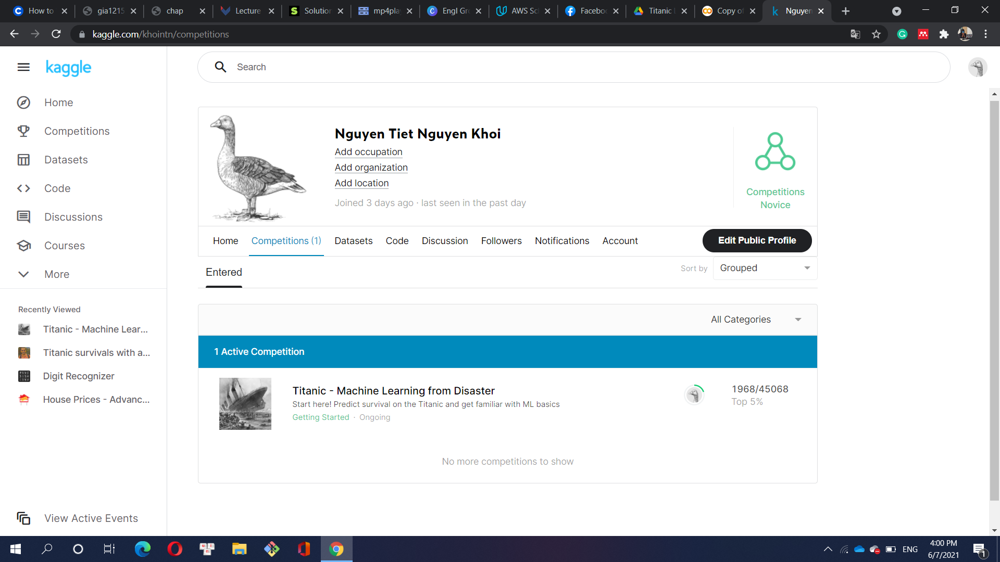 How to
gia1215
chap
Lecture
Solution
mp4pla
Engl Gr
AWS Sc
Facebo
Titanic
Copy of
Nguyen
kaggle.com/khointn/competitions
kaggle
Search
Home
Competitions
Datasets
Code
Discussions
Courses
More
Recently Viewed
Titanic - Machine Lear...
Titanic survivals with a...
Digit Recognizer
House Prices - Advanc...
View Active Events
Nguyen Tiet Nguyen Khoi
Add occupation
Add organization
Add location
Joined 3 days ago · last seen in the past day
Competitions
Novice
Home Competitions (1) Datasets Code Discussion Followers Notifications Account Edit Public Profile
Entered
Sort by Grouped
All Categories
1 Active Competition
Titanic - Machine Learning from Disaster
Start here! Predict survival on the Titanic and get familiar with ML basics
Getting Started · Ongoing
1968/45068
Top 5%
No more competitions to show
ENG
4:00 PM
6/7/2021
1